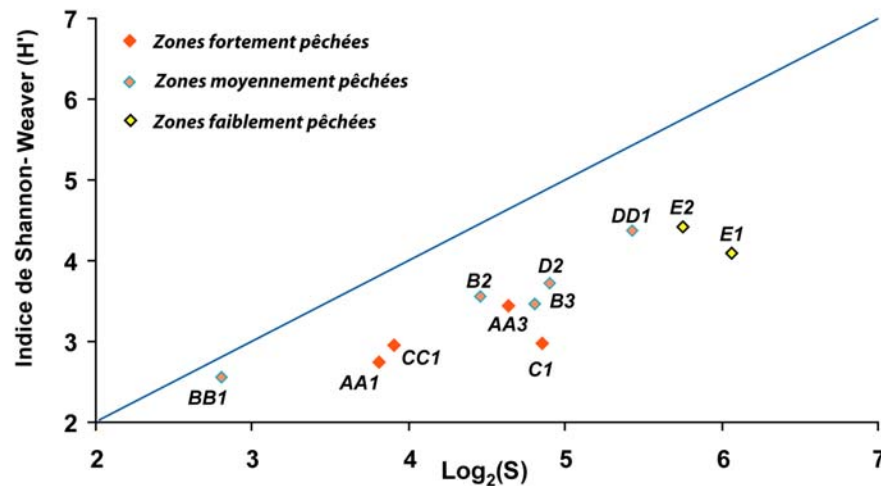 7
Zones fortement pêchées
Zones moyennement pêchées
Zones faiblement pêchées
6
5
4
3
2
Indice de Shannon-Weaver (H')
E2
DD1
E1
D2
B2
B3
AA3
CC1
C1
AA1
BB1
2 3 4 5 6 7
Log₂(S)